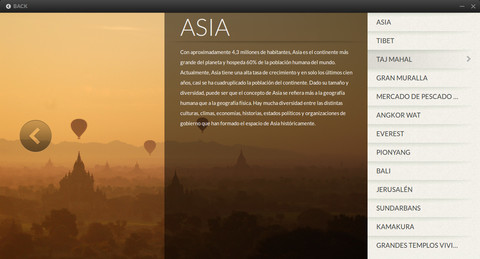 BACK
ASIA
Con aproximadamente 4,3 millones de habitantes, Asia es el continente más
grande del planeta y hospeda 60% de la población humana del mundo.
Actualmente, Asia tiene una alta tasa de crecimiento y en solo los últimos cien
años, casi se ha cuadruplicado la población del continente. Dado su tamaño y
diversidad, puede ser que el concepto de Asia se refiera más a la geografía
humana que a la geografía física. Hay mucha diversidad entre las distintas
culturas, climas, economías, historias, estados políticos y organizaciones de
gobierno que han formado el espacio de Asia históricamente.
ASIA
TIBET
TAJ MAHAL
GRAN MURALLA
MERCADO DE PESCADO ...
ANGKOR WAT
EVEREST
PIONYANG
BALI
JERUSALÉN
SUNDARBANS
KAMAKURA
GRANDES TEMPLOS VIVI...